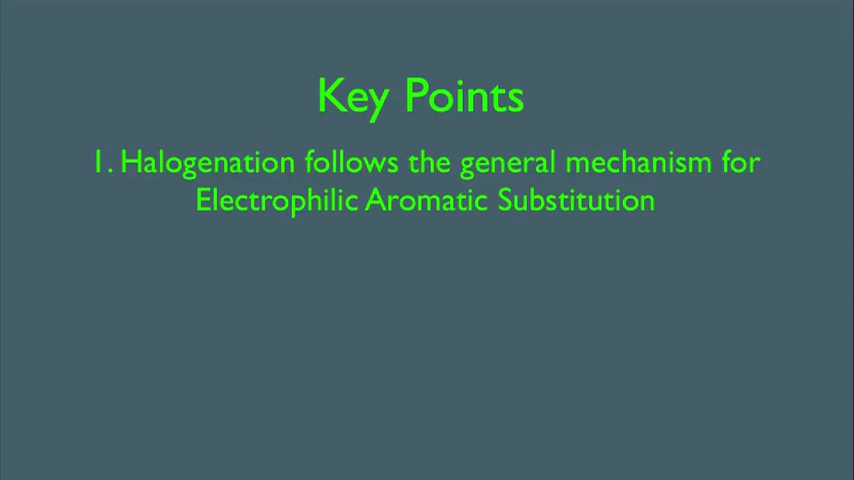 Key Points
1. Halogenation follows the general mechanism for
Electrophilic Aromatic Substitution